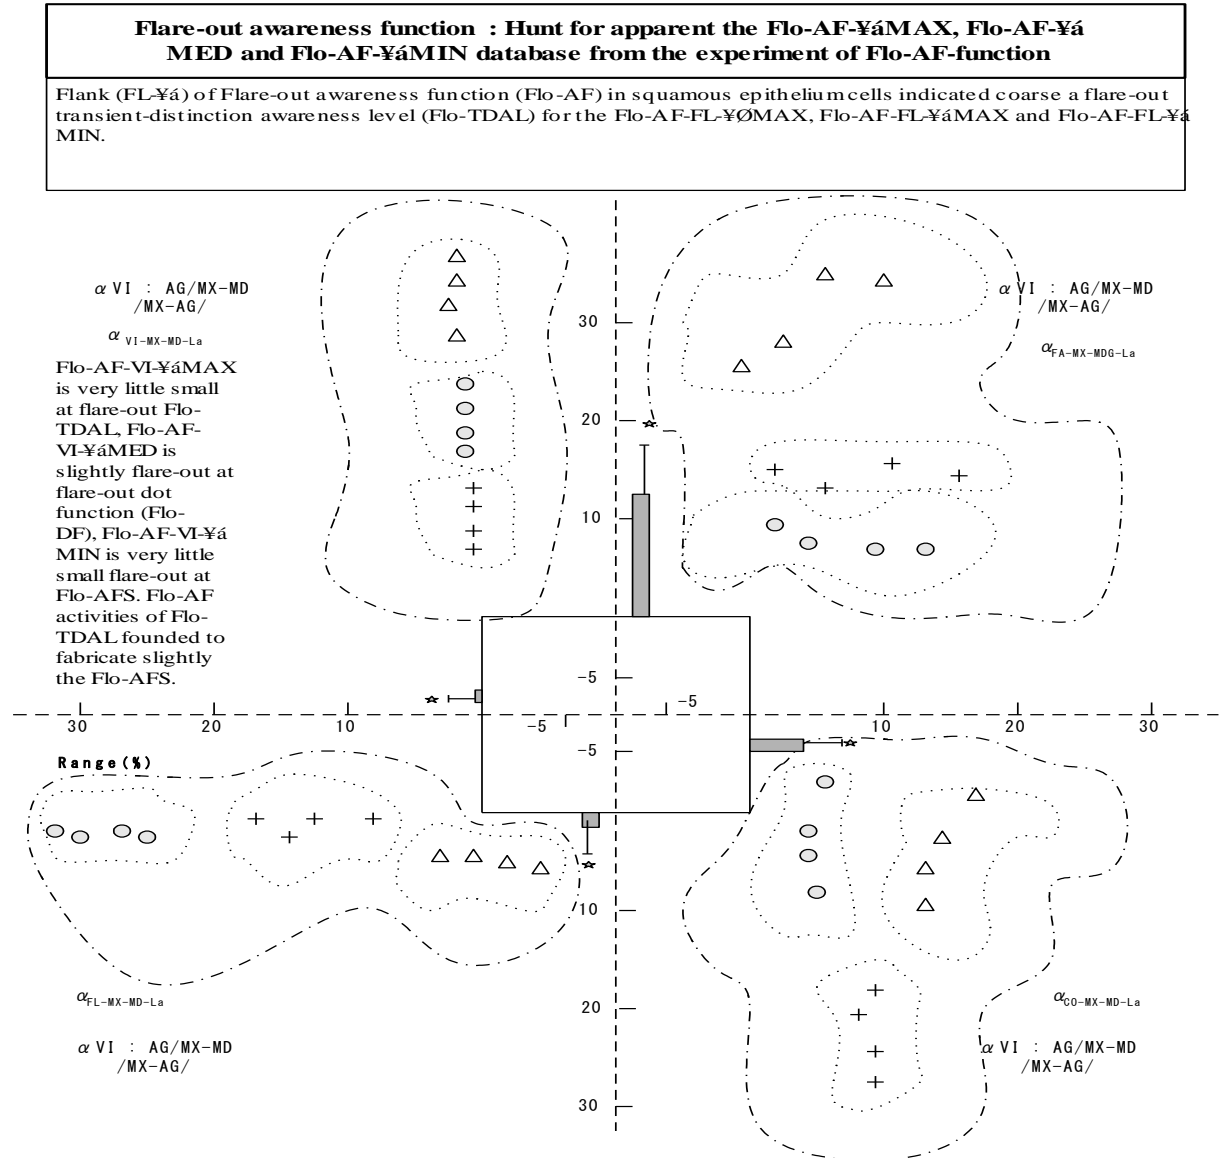 Flare-out awareness function : Hunt for apparent the Flo-AF-¥áMAX, Flo-AF-¥á
MED and Flo-AF-¥áMIN database from the experiment of Flo-AF-function
Flank (FL-¥á) of Flare-out awareness function (Flo-AF) in squamous epithelium cells indicated coarse a flare-out
transient-distinction awareness level (Flo-TDAL) for the Flo-AF-FL-¥ØMAX, Flo-AF-FL-¥áMAX and Flo-AF-FL-¥á
MIN.
α VI : AG/MX-MD
/MX-AG/
α VI-MX-MD-La
Flo-AF-VI-¥áMAX
is very little small
at flare-out Flo-
TDAL, Flo-AF-
VI-¥áMED is
slightly flare-out at
flare-out dot
function (Flo-
DF), Flo-AF-VI-¥á
MIN is very little
small flare-out at
Flo-AFS. Flo-AF
activities of Flo-
TDAL founded to
fabricate slightly
the Flo-AFS.
α VI : AG/MX-MD
/MX-AG/
αFA-MX-MDG-La
30
20
10
-5
-5
30
20
10
-5
10
20
30
-5
Range(%)
10
20
30
αFL-MX-MD-La
α VI : AG/MX-MD
/MX-AG/
αCO-MX-MD-La
α VI : AG/MX-MD
/MX-AG/